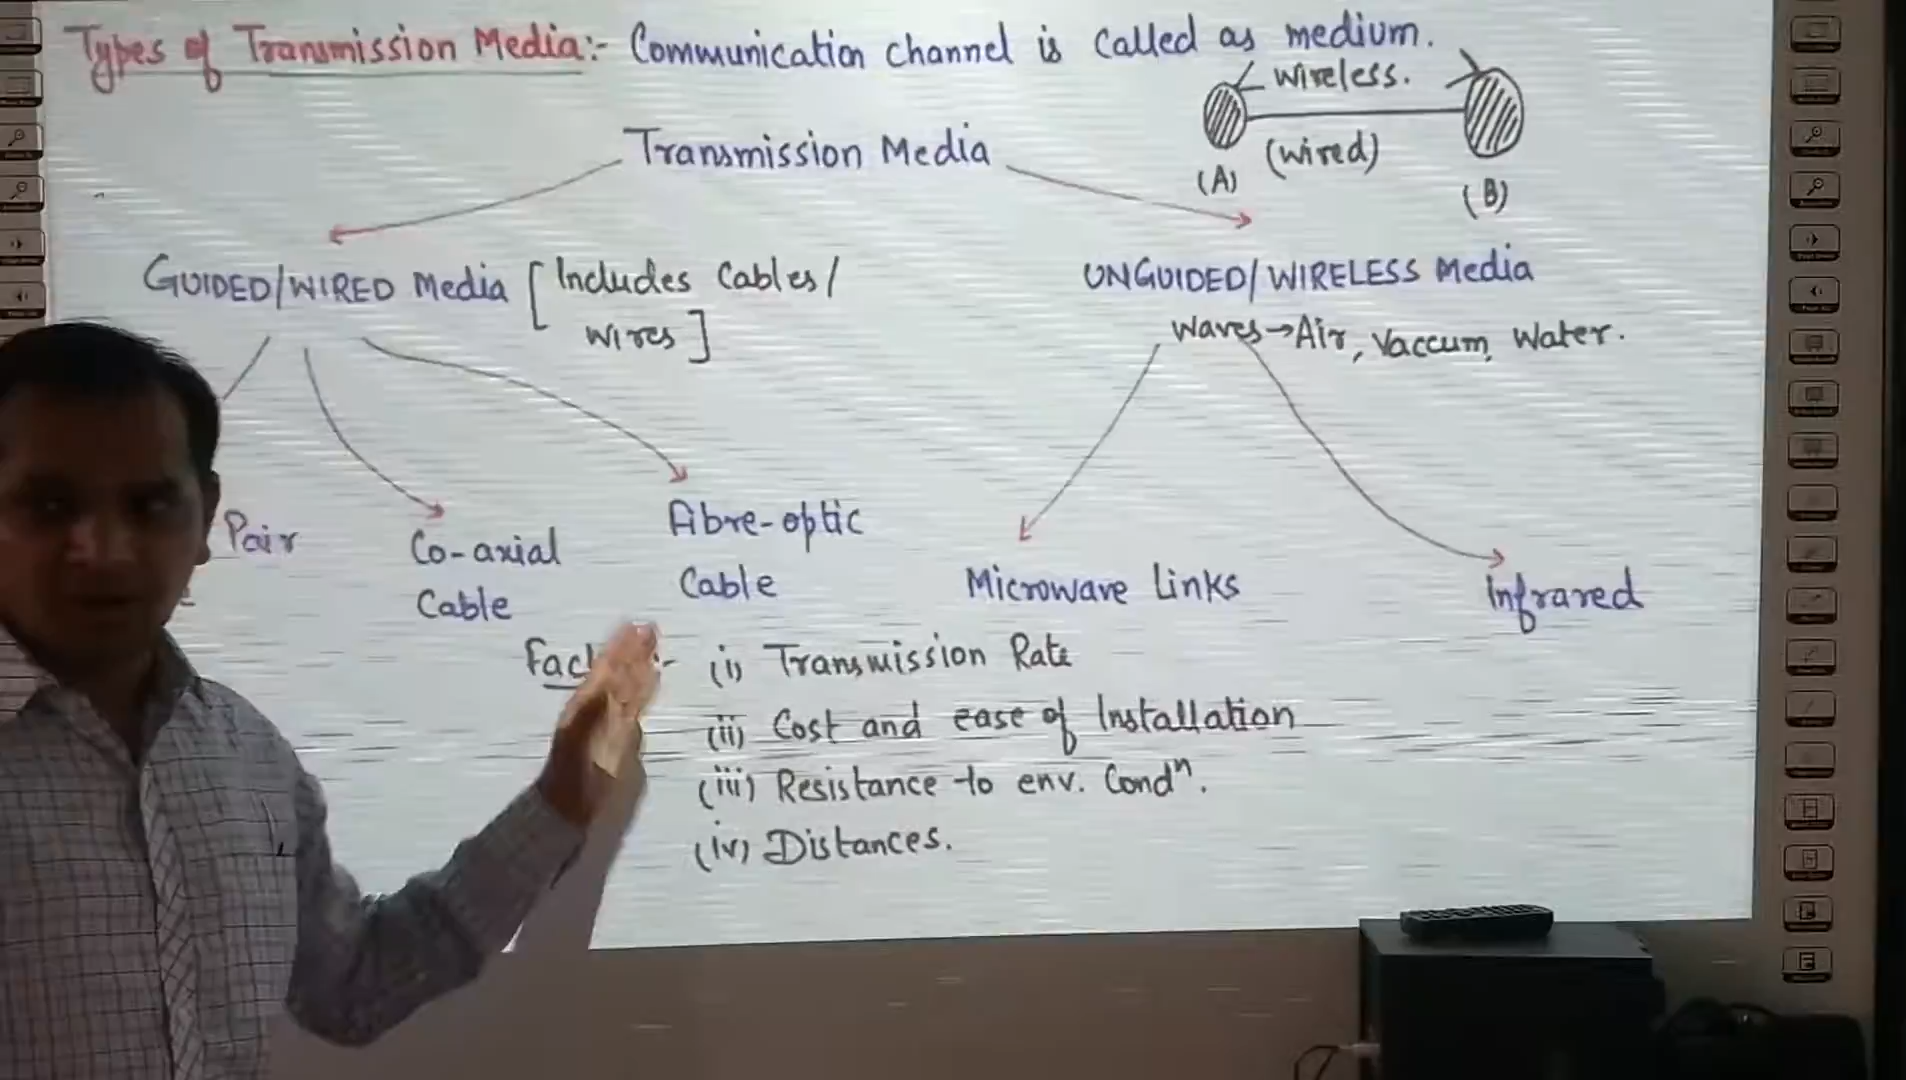 Types of Transmission Media:- Communication channel is called as medium.
wireless.
(wired)
(A)
(B)
Transmission Media
GUIDED/WIRED Media [Includes Cables/
wires]
UNGUIDED/WIRELESS Media
Waves→Air, Vaccum, Water.
Pair
Co-axial
Cable
Fibre-optic
Cable
Microwave Links
Infrared
(i) Transmission Rate
(ii) Cost and ease of Installation
(iii) Resistance to env. Condⁿ.
(iv) Distances.